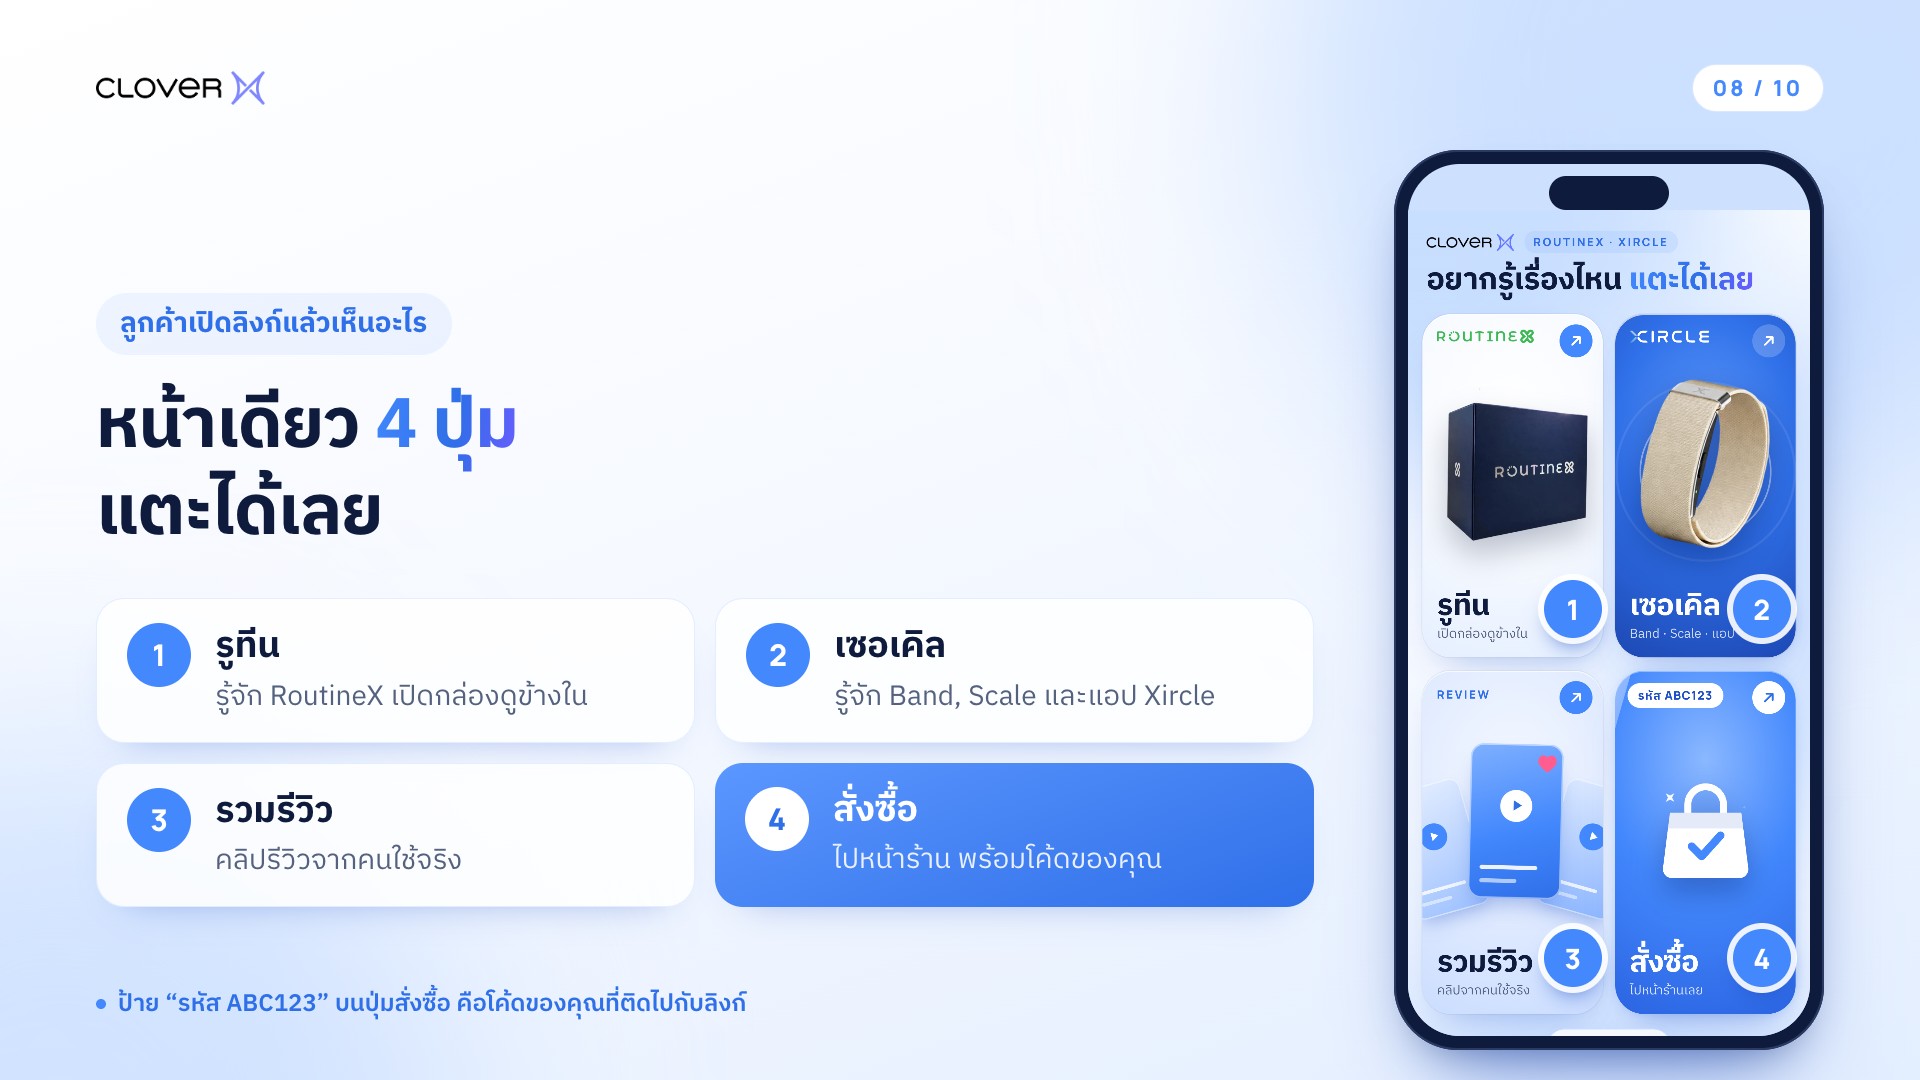 CLOVER X
08 / 10
ลูกค้าเปิดลิงก์แล้วเห็นอะไร
หน้าเดียว 4 ปุ่ม
แตะได้เลย
1
รูทีน
รู้จัก RoutineX เปิดกล่องดูข้างใน
2
เซอเคิล
รู้จัก Band, Scale และแอป Xircle
3
รวมรีวิว
คลิปรีวิวจากคนใช้จริง
4
สั่งซื้อ
ไปหน้าร้าน พร้อมโค้ดของคุณ
ป้าย “รหัส ABC123” บนปุ่มสั่งซื้อ คือโค้ดของคุณที่ติดไปกับลิงก์
CLOVER X
ROUTINEX · XIRCLE
อยากรู้เรื่องไหน แตะได้เลย
ROUTINEX
ROUTINEX
รูทีน
เปิดกล่องดูข้างใน
1
XIRCLE
เซอเคิล
Band · Scale · แอป
2
REVIEW
รวมรีวิว
คลิปจากคนใช้จริง
3
รหัส ABC123
สั่งซื้อ
ไปหน้าร้านเลย
4